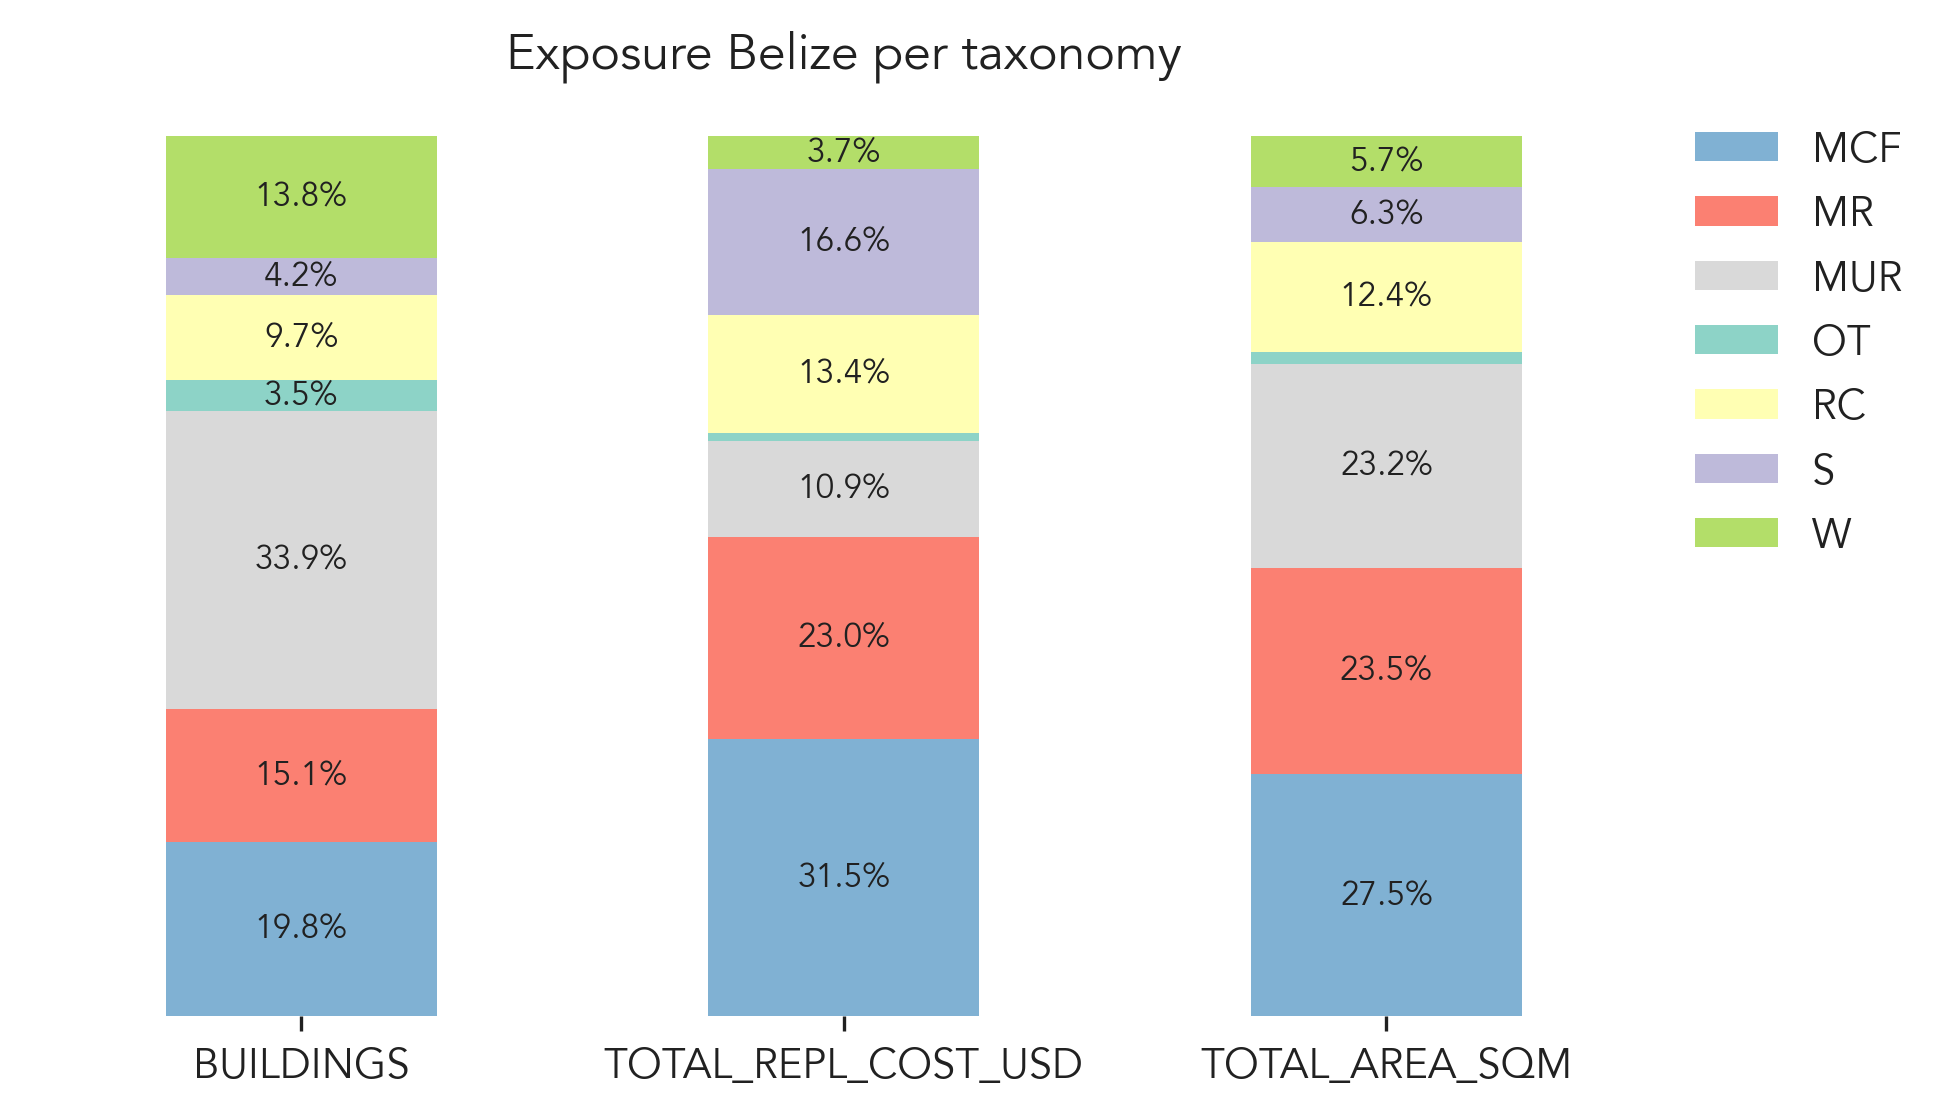 Exposure Belize per taxonomy
13.8%
4.2%
9.7%
3.5%
33.9%
15.1%
19.8%
3.7%
16.6%
13.4%
10.9%
23.0%
31.5%
5.7%
6.3%
12.4%
23.2%
23.5%
27.5%
BUILDINGS
TOTAL_REPL_COST_USD
TOTAL_AREA_SQM
MCF
MR
MUR
OT
RC
S
W